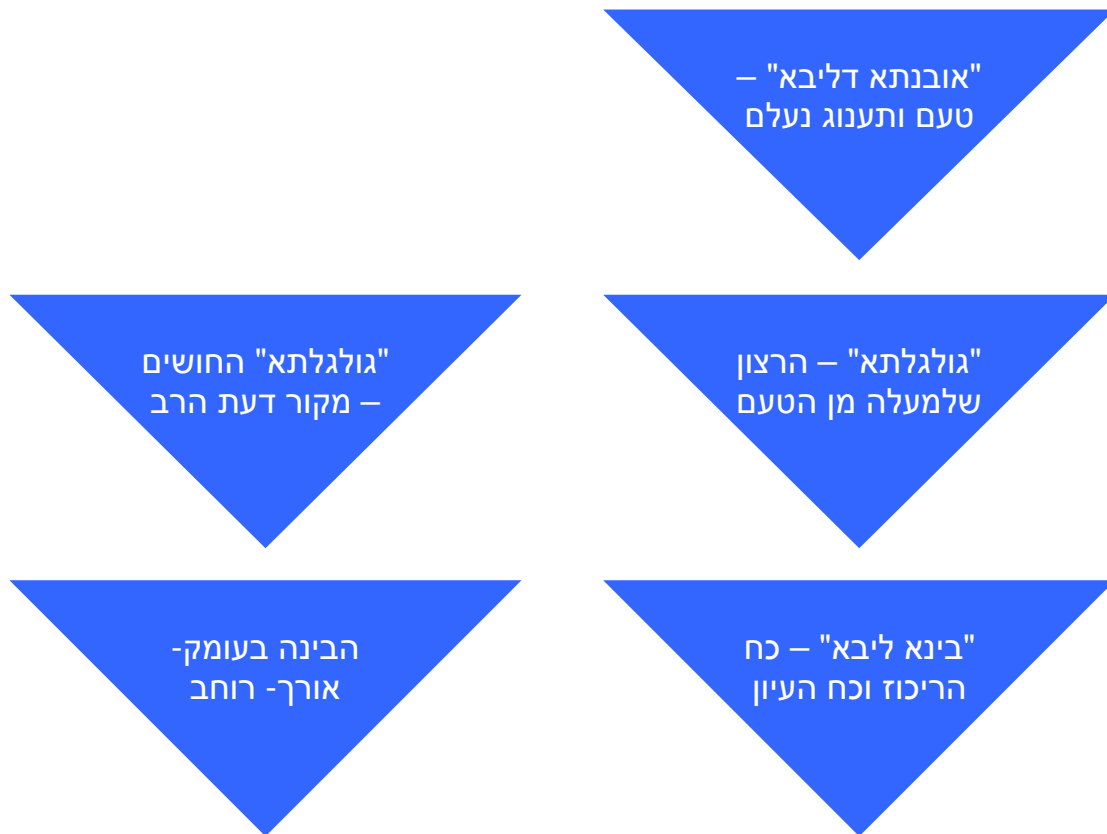 "אובנתא דליבא" –
טעם ותענוג נעלם
"גולגלתא" – הרצון
שלמעלה מן הטעם
"גולגלתא" החושים
– מקור דעת הרב
"בינא ליבא" – כח
הריכוז וכח העיון
הבינה בעומק-
אורך- רוחב